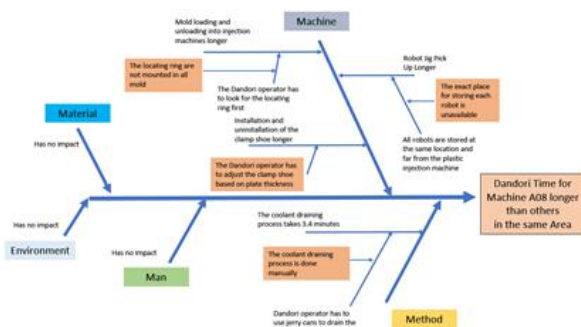 Mold loading and
unloading into injection
machines longer
Machine
The locating ring are
not mounted in all
mold
Robot Jig Pick
Up Longer
The Dandori operator has
to look for the locating
ring first
The exact place
for storing each
robot is
unavailable
Material
Installation and
uninstallation of the
clamp shoe longer
Has no impact
All robots are stored at
the same location and
far from the plastic
injection machine
The Dandori operator has
to adjust the clamp shoe
based on plate thickness
Dandori Time for
Machine A08 longer
than others
in the same Area
Has no impact
The coolant draining
process takes 3.4 minutes
Environment
Has no impact
The coolant draining
process is done
manually
Man
Dandori operator has to
use jerry cans to drain the
Method